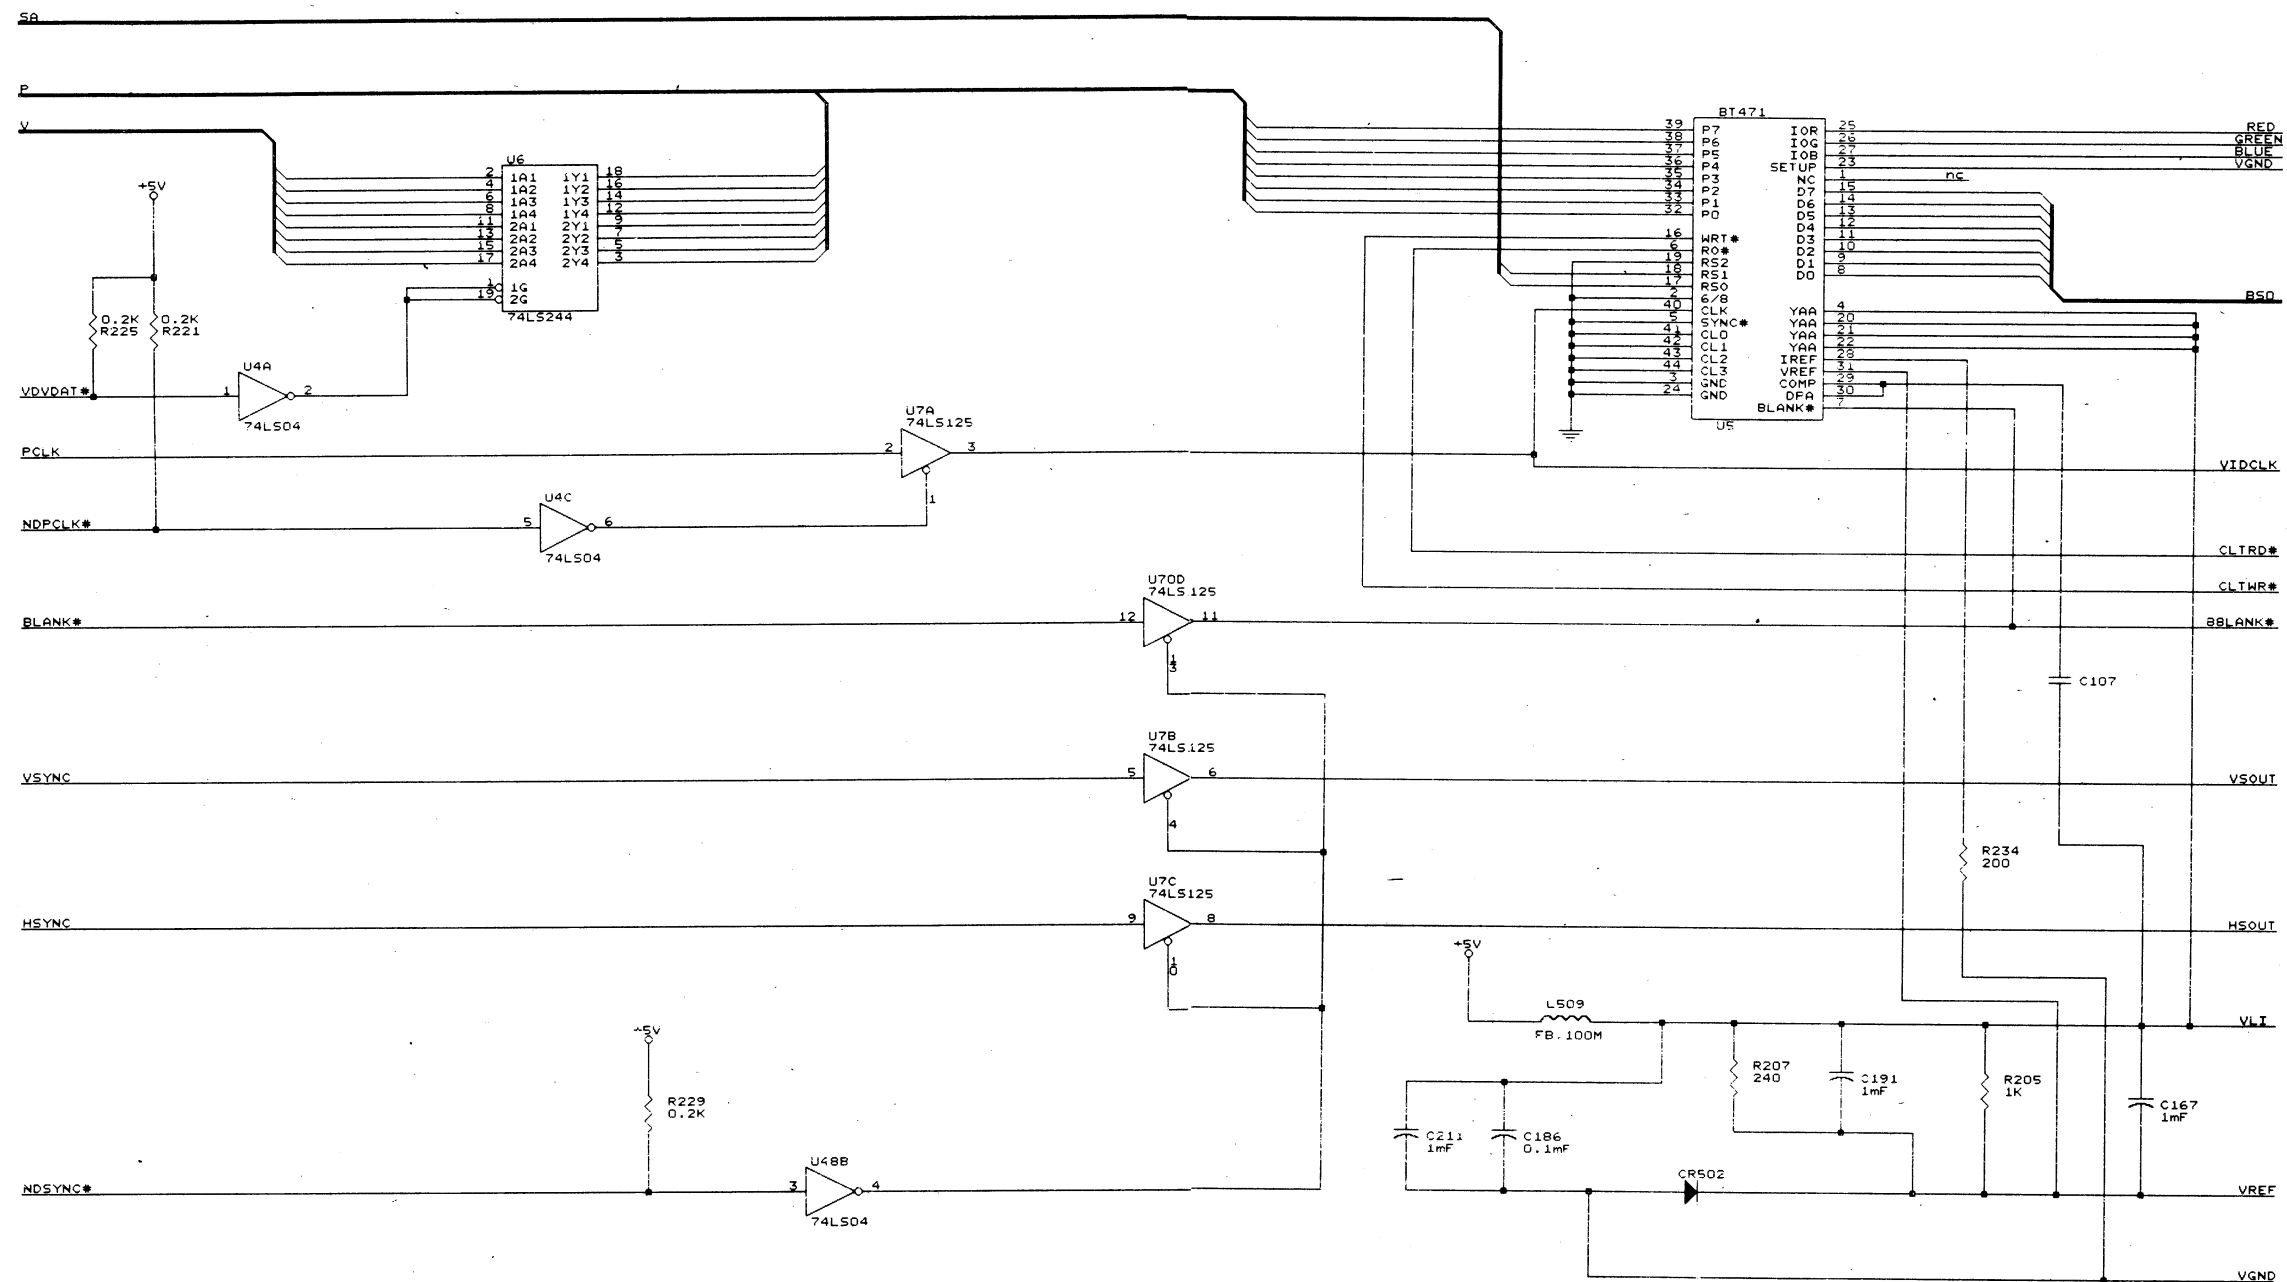 SA
P
V
+5V
0.2K
R225
0.2K
R221
U6
2 1A1 1Y1 18
4 1A2 1Y2 16
6 1A3 1Y3 14
8 1A4 1Y4 12
11 2A1 2Y1 9
13 2A2 2Y2 7
15 2A3 2Y3 5
17 2A4 2Y4 3
1 1G
19 2G
74LS244
VDVDAT#
1
U4A
2
74LS04
PCLK
2
U7A
74LS125
3
1
NDPCLK#
5
U4C
6
74LS04
BT471
39 P7 IOR 25 RED
38 P6 IOG 26 GREEN
37 P5 IOB 27 BLUE
36 P4 SETUP 23 VGND
35 P3 NC 1 nc
34 P2 D7 15
33 P1 D6 14
32 P0 D5 13
D4 12
16 WRT# D3 11
6 RO# D2 10
19 RS2 D1 9
18 RS1 D0 8
17 RS0
2 6/8 BSD
40 CLK YAA 4
5 SYNC# YAA 20
41 CL0 YAA 21
42 CL1 YAA 22
43 CL2 IREF 28
44 CL3 VREF 31
3 GND COMP 29
24 GND DPA 30
BLANK# 7
U5
VIDCLK
CLTRD#
CLTWR#
BLANK#
12
U70D
74LS125
11
13
BBLANK#
C107
VSYNC
5
U7B
74LS125
6
4
VSOUT
R234
200
HSYNC
9
U7C
74LS125
8
10
HSOUT
+5V
L509
FB.100M
VLI
R207
240
C191
1mF
R205
1K
C167
1mF
C211
1mF
C186
0.1mF
CR502
VREF
VGND
+5V
R229
0.2K
NDSYNC#
3
U48B
4
74LS04